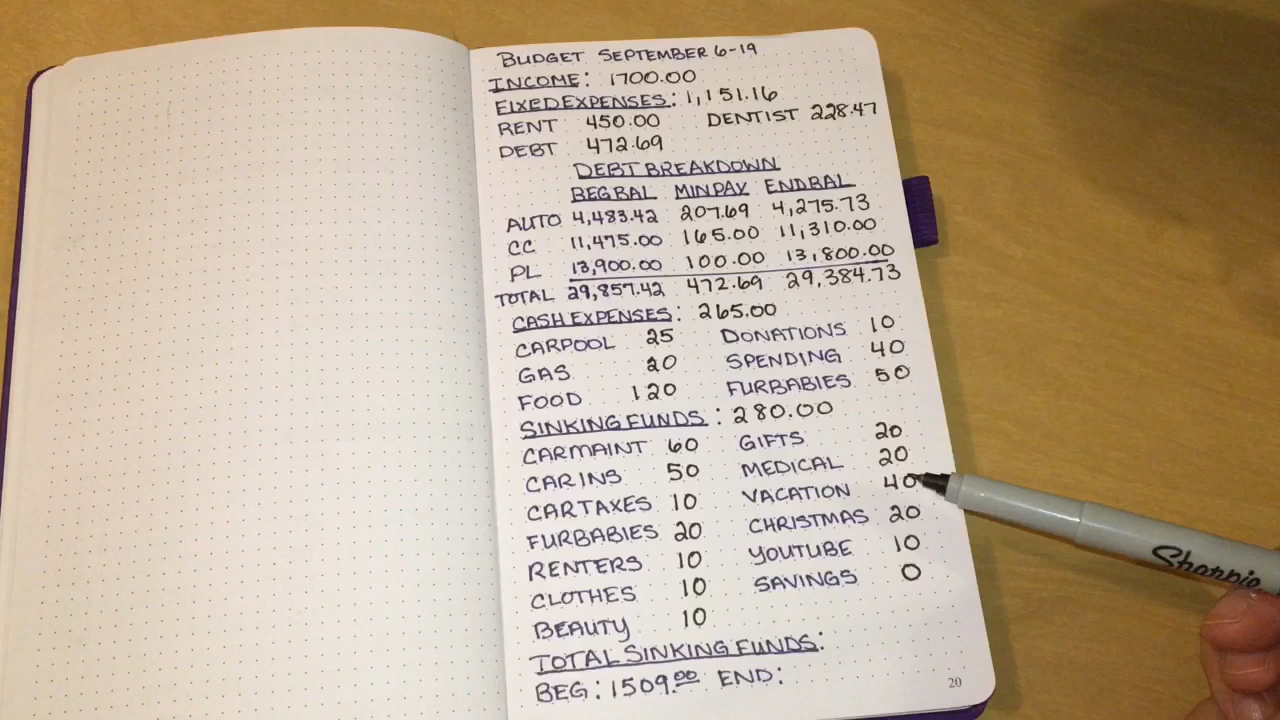 BUDGET SEPTEMBER 6-19
INCOME: 1700.00
FIXED EXPENSES: 1,151.16
RENT 450.00 DENTIST 228.47
DEBT 472.69
DEBT BREAKDOWN
BEG BAL MIN PAY END BAL
AUTO 4,483.42 207.69 4,275.73
CC 11,475.00 165.00 11,310.00
PL 13,900.00 100.00 13,800.00
TOTAL 29,857.42 472.69 29,384.73
CASH EXPENSES: 265.00
CARPOOL 25 DONATIONS 10
GAS 20 SPENDING 40
FOOD 120 FURBABIES 50
SINKING FUNDS: 280.00
CAR MAINT 60 GIFTS 20
CAR INS 50 MEDICAL 20
CAR TAXES 10 VACATION 40
FURBABIES 20 CHRISTMAS 20
RENTERS 10 YOUTUBE 10
CLOTHES 10 SAVINGS 0
BEAUTY 10
TOTAL SINKING FUNDS:
BEG: 1509.00 END:
20
Sharpie